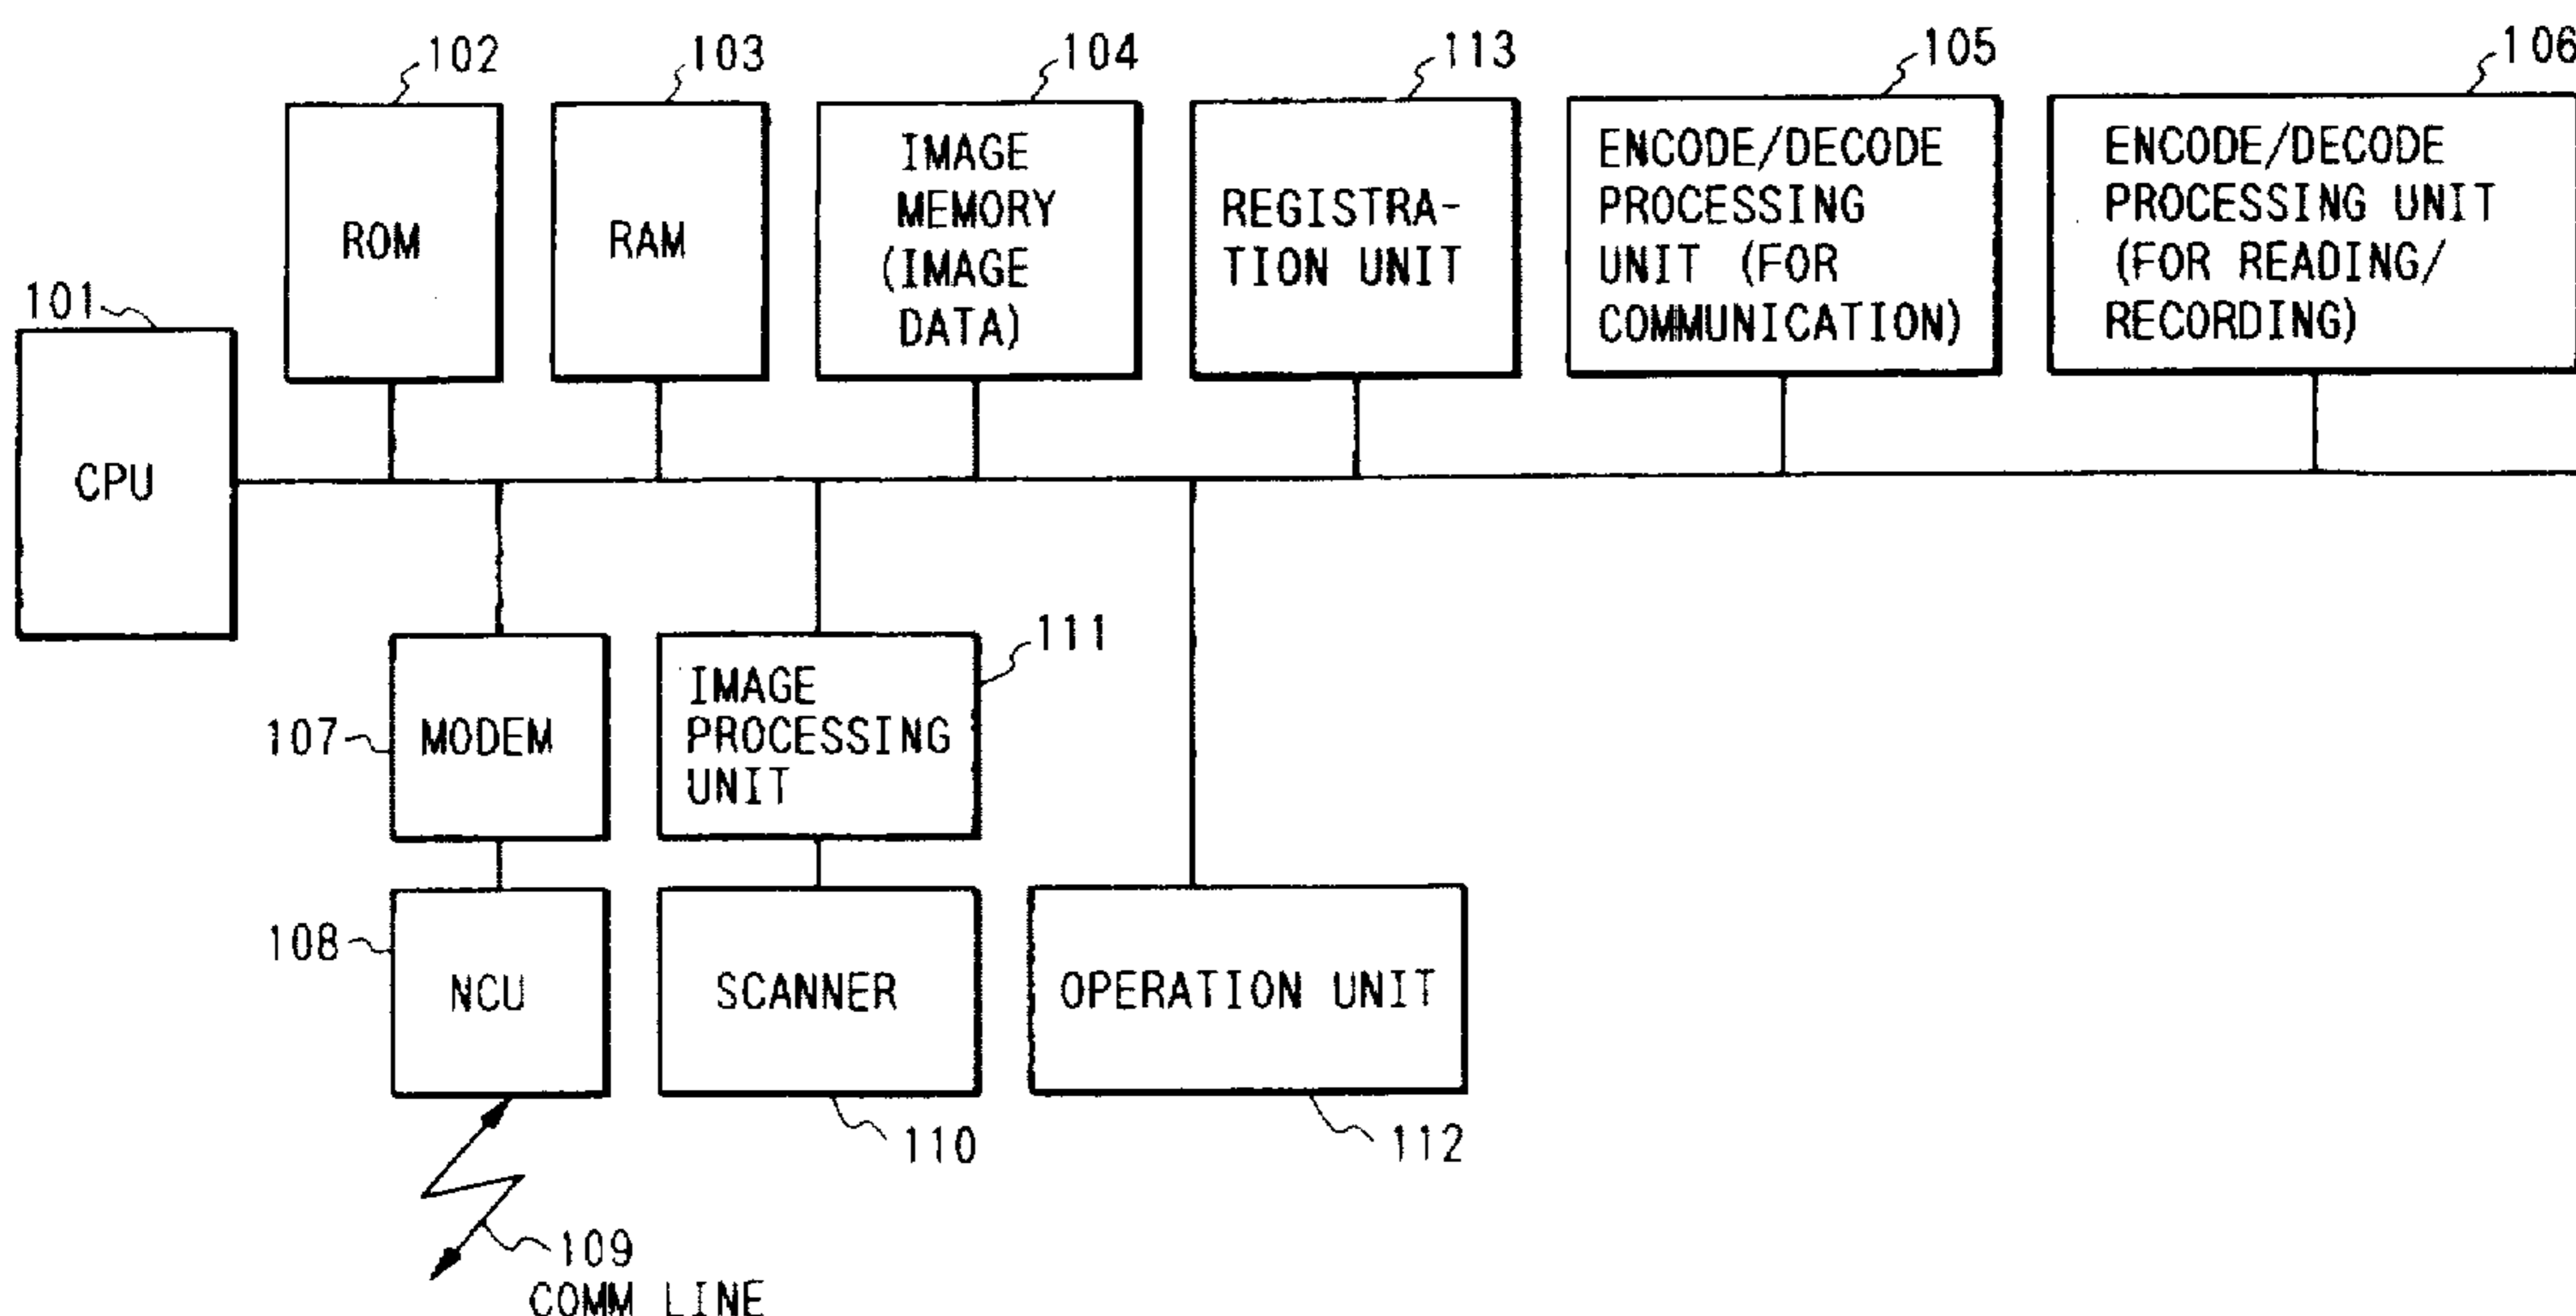 102
103
104
113
105
106
101
ROM
RAM
IMAGE
MEMORY
(IMAGE
DATA)
REGISTRA-
TION UNIT
ENCODE/DECODE
PROCESSING
UNIT (FOR
COMMUNICATION)
ENCODE/DECODE
PROCESSING UNIT
(FOR READING/
RECORDING)
CPU
111
107
MODEM
IMAGE
PROCESSING
UNIT
108
NCU
SCANNER
OPERATION UNIT
110
112
109
COMM LINE